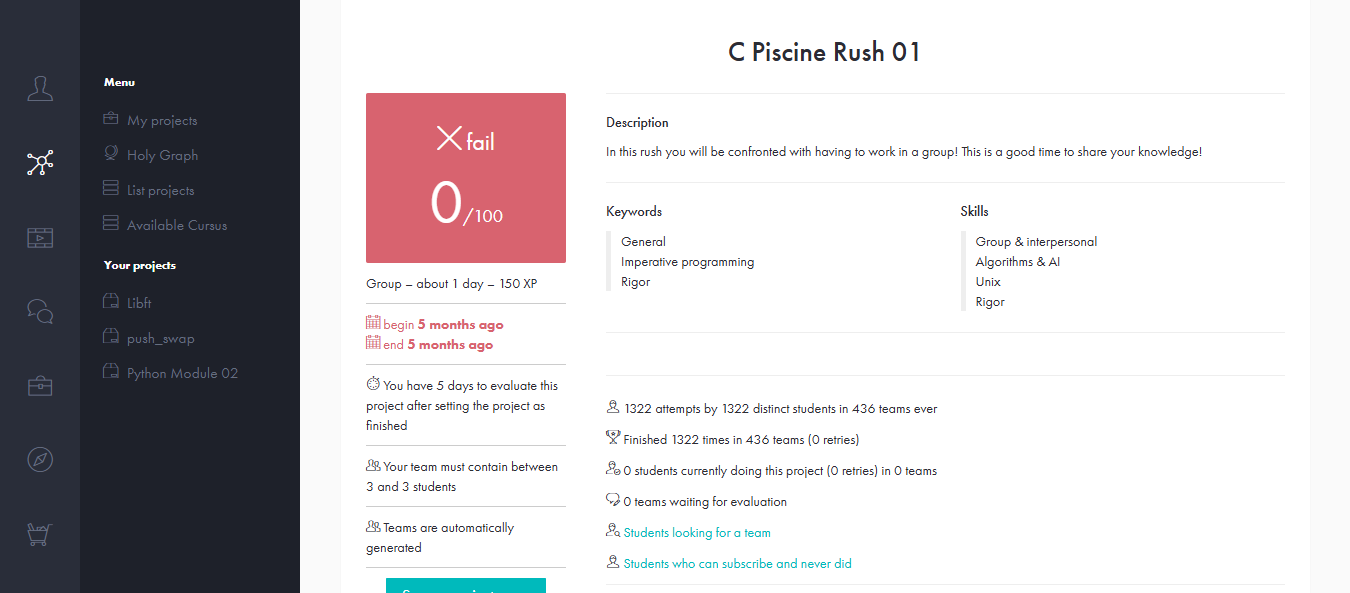 Menu
My projects
Holy Graph
List projects
Available Cursus
Your projects
Libft
push_swap
Python Module 02
C Piscine Rush 01
fail
0/100
Group – about 1 day – 150 XP
begin 5 months ago
end 5 months ago
You have 5 days to evaluate this
project after setting the project as
finished
Your team must contain between
3 and 3 students
Teams are automatically
generated
Description
In this rush you will be confronted with having to work in a group! This is a good time to share your knowledge!
Keywords
General
Imperative programming
Rigor
Skills
Group & interpersonal
Algorithms & AI
Unix
Rigor
1322 attempts by 1322 distinct students in 436 teams ever
Finished 1322 times in 436 teams (0 retries)
0 students currently doing this project (0 retries) in 0 teams
0 teams waiting for evaluation
Students looking for a team
Students who can subscribe and never did